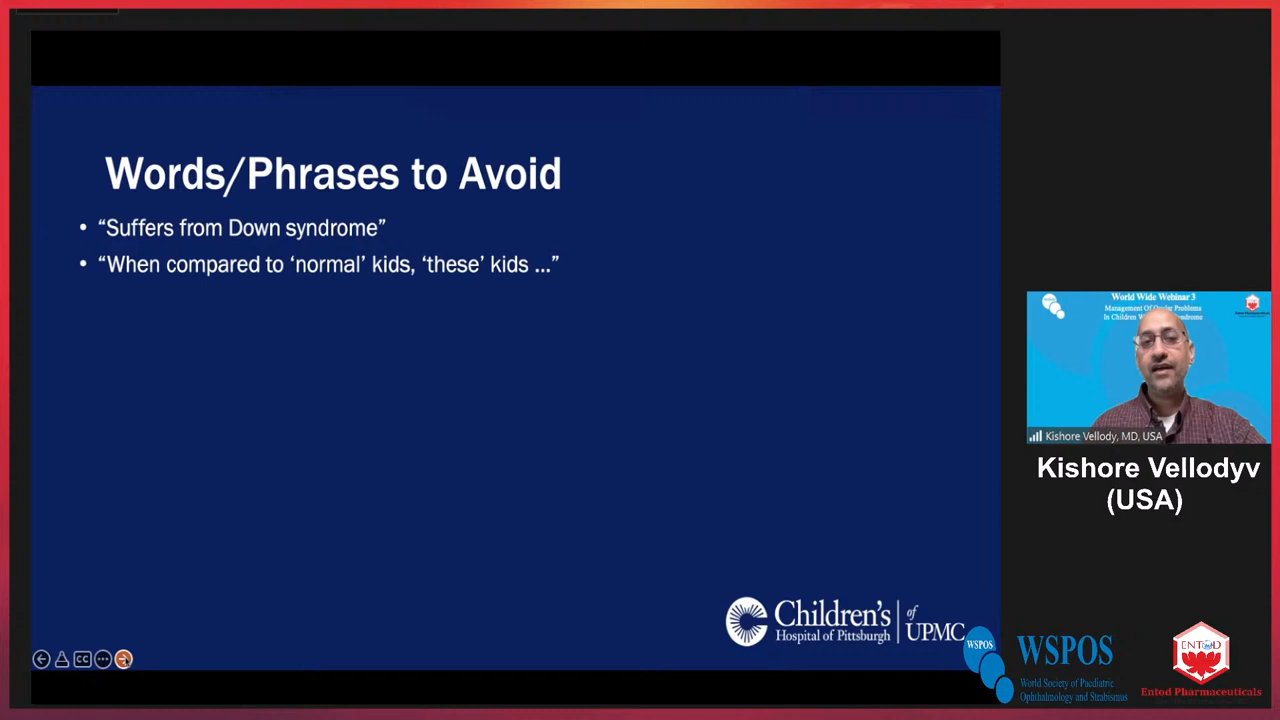 Words/Phrases to Avoid
• “Suffers from Down syndrome”
• “When compared to ‘normal’ kids, ‘these’ kids ...”
World Wide Webinar 3
Kishore Vellody, MD, USA
Kishore Vellodyv
(USA)
Children's
Hospital of Pittsburgh
of
UPMC
CC
WSPOS
WSPOS
World Society of Paediatric
Ophthalmology and Strabismus
ENTOD
Entod Pharmaceuticals